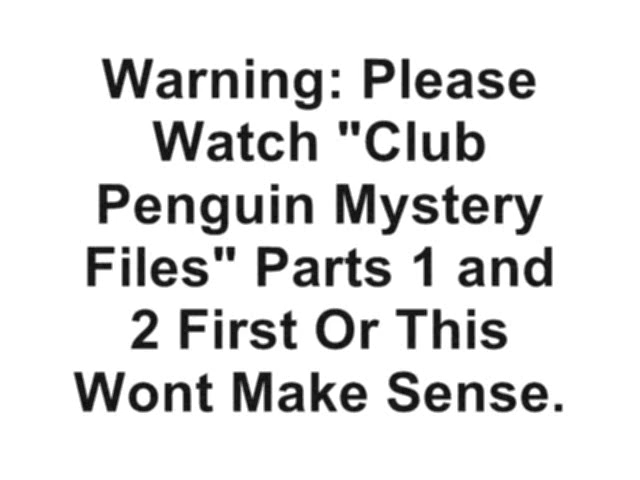 Warning: Please
Watch "Club
Penguin Mystery
Files" Parts 1 and
2 First Or This
Wont Make Sense.